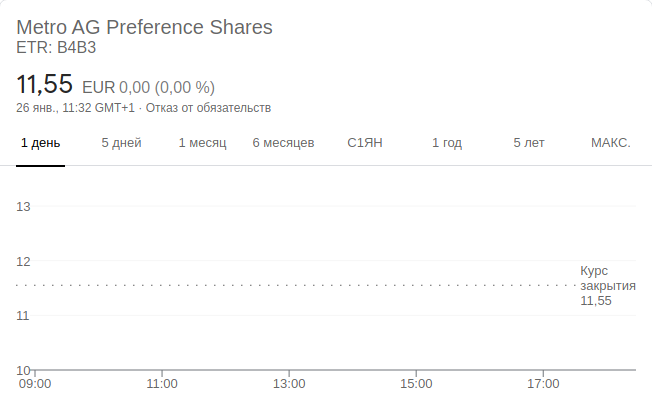 Metro AG Preference Shares
ETR: B4B3
11,55 EUR 0,00 (0,00 %)
26 янв., 11:32 GMT+1 · Отказ от обязательств
1 день 5 дней 1 месяц 6 месяцев С1ЯН 1 год 5 лет МАКС.
13
12
Курс
закрытия
11,55
11
10
09:00 11:00 13:00 15:00 17:00